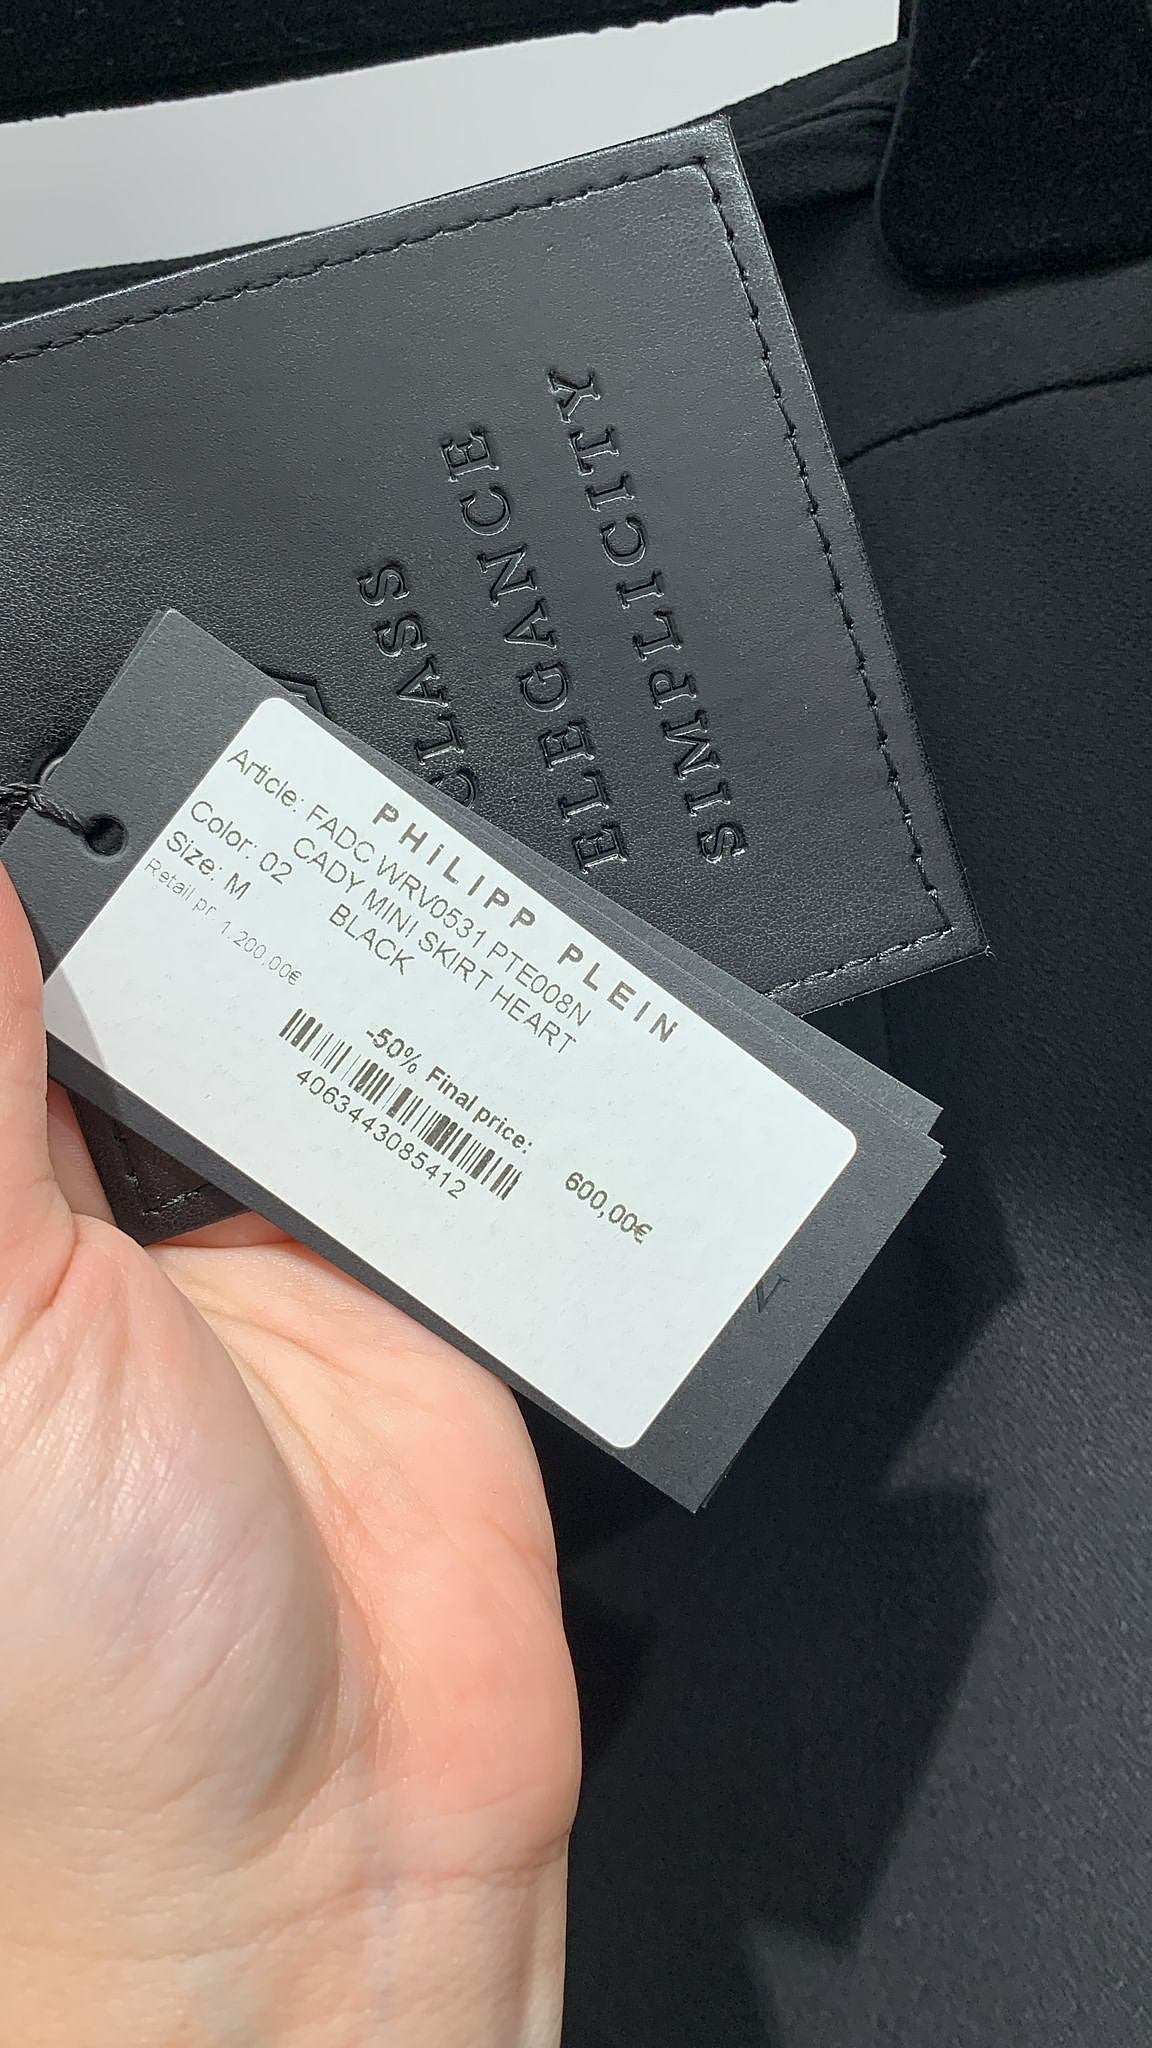 CLASS
ELEGANCE
SIMPLICITY
PHILIPP PLEIN
Article: FADC WRV0531 PTE008N
CADY MINI SKIRT HEART
Color: 02 BLACK
Size: M
Retail pr. 1.200,00€
-50% Final price: 600,00€
4063443085412
V